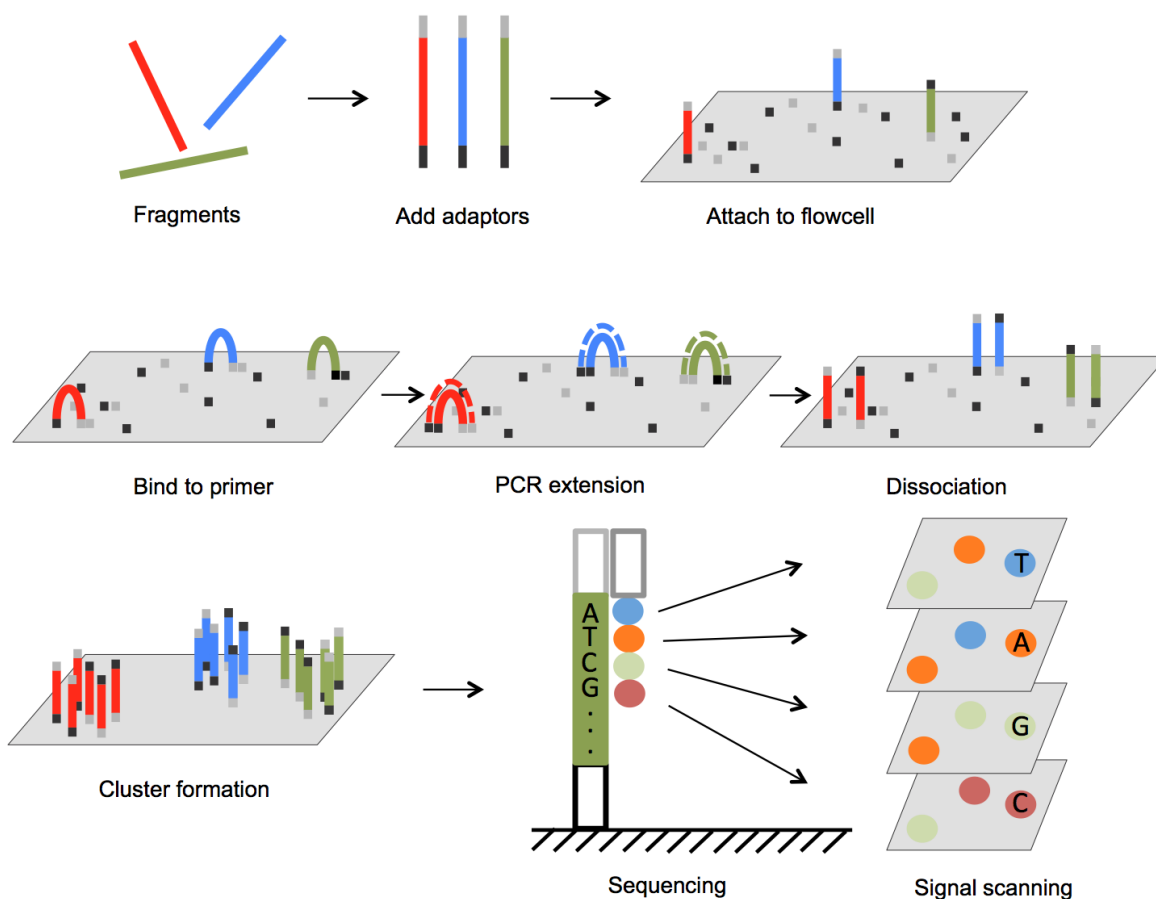 Fragments
Add adaptors
Attach to flowcell
Bind to primer
PCR extension
Dissociation
Cluster formation
A
T
C
G
.
.
.
Sequencing
T
A
G
C
Signal scanning